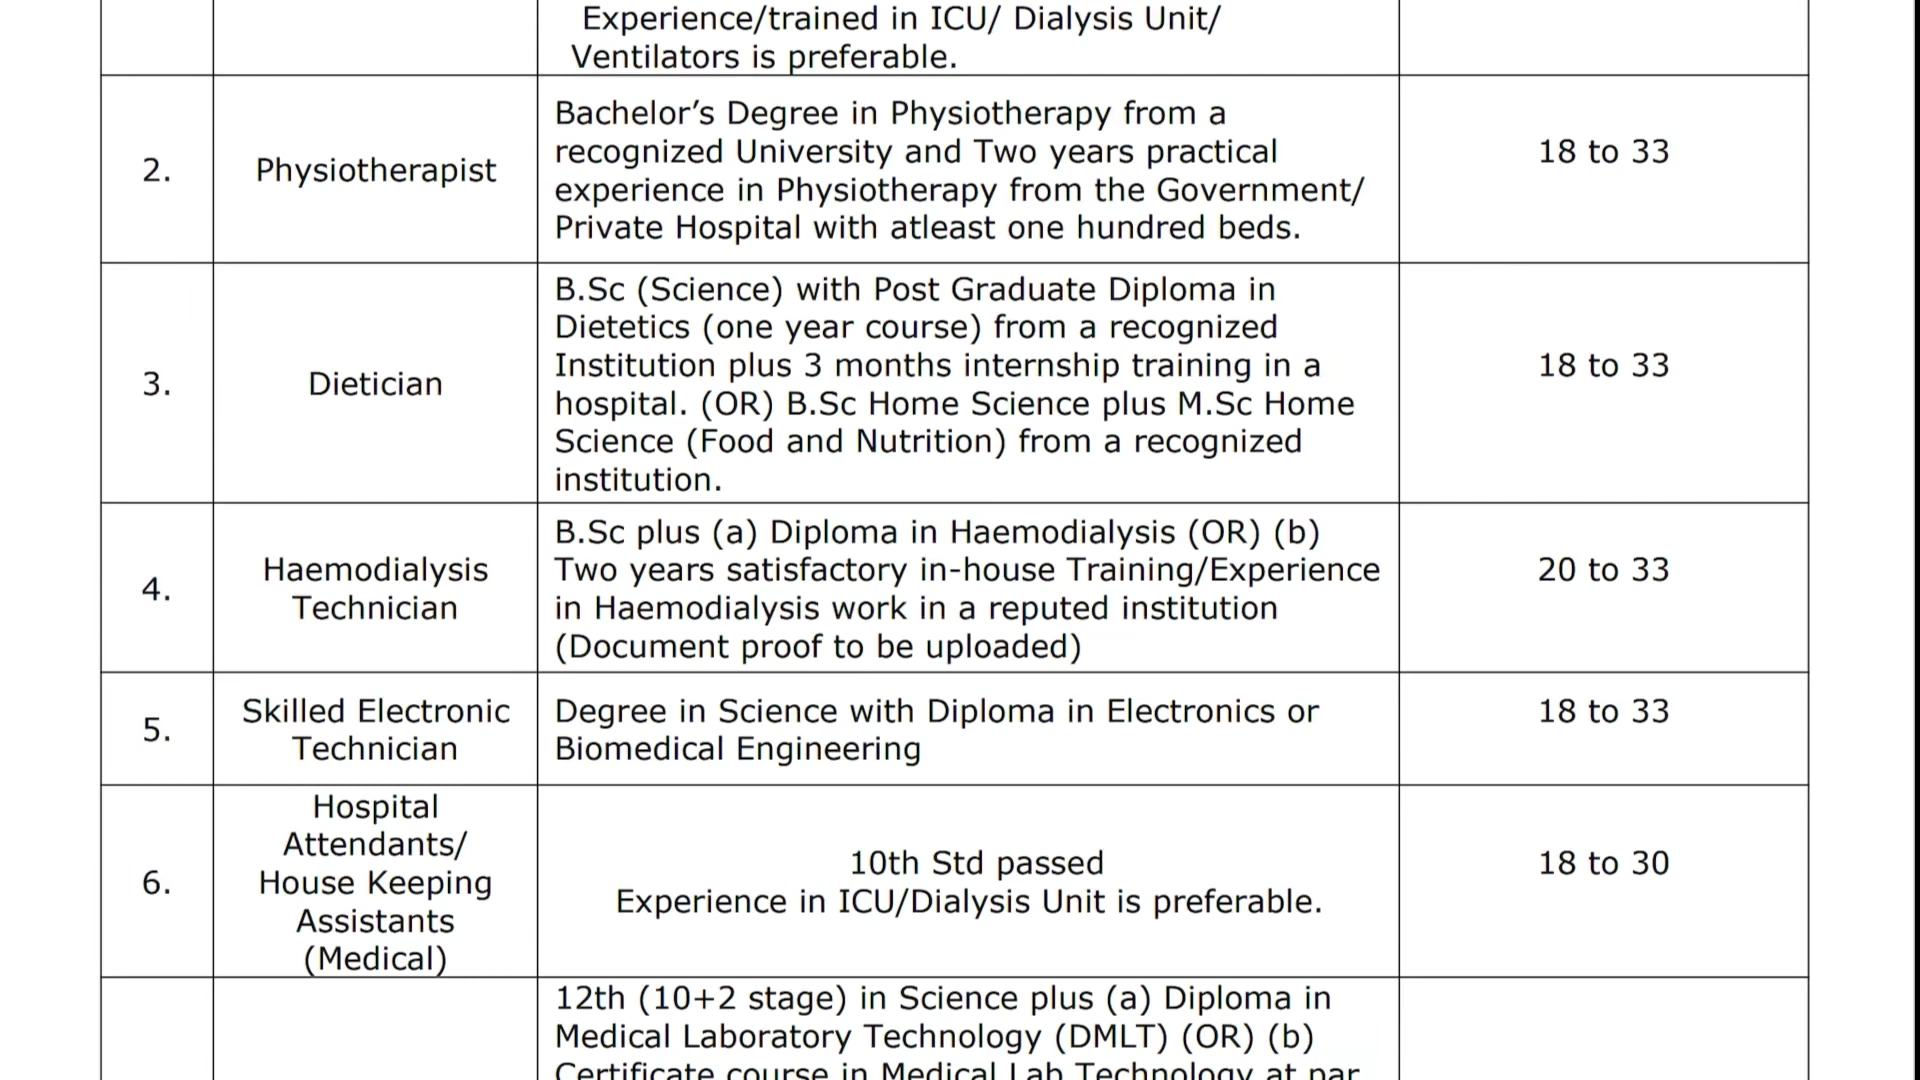 Experience/trained in ICU/ Dialysis Unit/
Ventilators is preferable.
2.
Physiotherapist
Bachelor’s Degree in Physiotherapy from a
recognized University and Two years practical
experience in Physiotherapy from the Government/
Private Hospital with atleast one hundred beds.
18 to 33
3.
Dietician
B.Sc (Science) with Post Graduate Diploma in
Dietetics (one year course) from a recognized
Institution plus 3 months internship training in a
hospital. (OR) B.Sc Home Science plus M.Sc Home
Science (Food and Nutrition) from a recognized
institution.
18 to 33
4.
Haemodialysis
Technician
B.Sc plus (a) Diploma in Haemodialysis (OR) (b)
Two years satisfactory in-house Training/Experience
in Haemodialysis work in a reputed institution
(Document proof to be uploaded)
20 to 33
5.
Skilled Electronic
Technician
Degree in Science with Diploma in Electronics or
Biomedical Engineering
18 to 33
6.
Hospital
Attendants/
House Keeping
Assistants
(Medical)
10th Std passed
Experience in ICU/Dialysis Unit is preferable.
18 to 30
12th (10+2 stage) in Science plus (a) Diploma in
Medical Laboratory Technology (DMLT) (OR) (b)
Certificate course in Medical Lab Technology at par